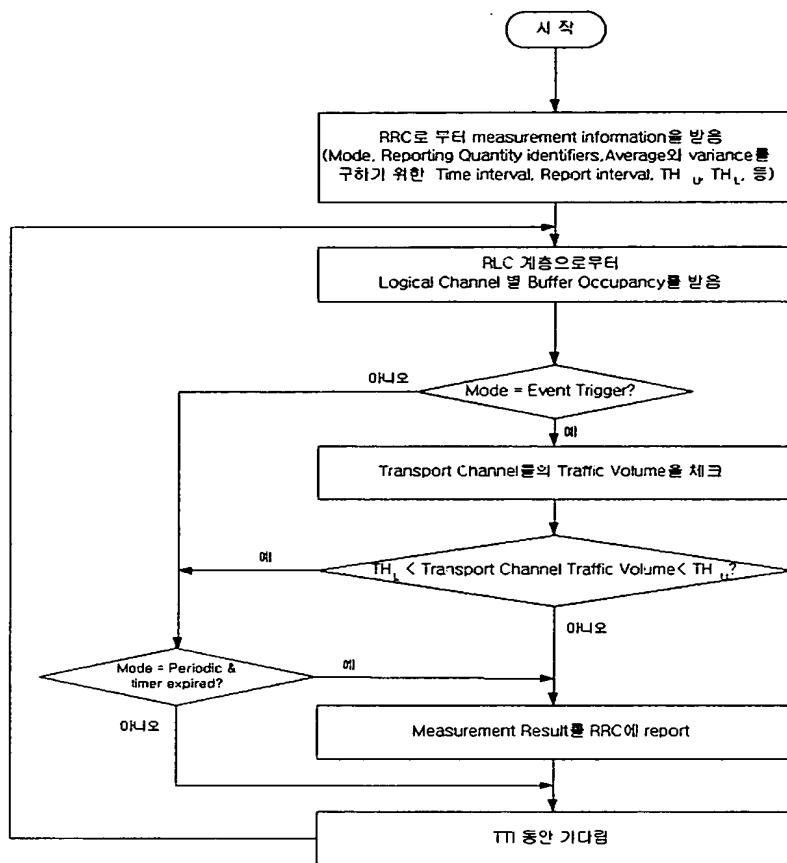 시 작
RRC로 부터 measurement information을 받음
(Mode, Reporting Quantity identifiers,Average와 variance를
구하기 위한 Time interval, Report interval, TH U, TH L, 등)
RLC 계층으로부터
Logical Channel 별 Buffer Occupancy를 받음
아니오
Mode = Event Trigger?
예
Transport Channel들의 Traffic Volume을 체크
예
TH L < Transport Channel Traffic Volume< TH U?
아니오
Mode = Periodic &
timer expired?
예
아니오
Measurement Result를 RRC에 report
TTI 동안 기다림